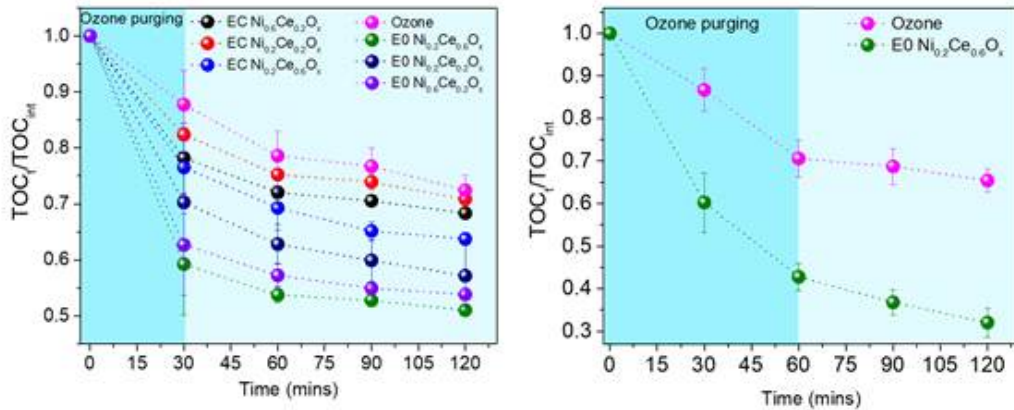 Ozone purging
EC Ni0.6Ce0.2Ox
EC Ni0.2Ce0.2Ox
EC Ni0.2Ce0.6Ox
Ozone
E0 Ni0.2Ce0.6Ox
E0 Ni0.2Ce0.2Ox
E0 Ni0.6Ce0.2Ox
1.0
0.9
0.8
0.7
0.6
0.5
TOCf/TOCint
0 15 30 45 60 75 90 105 120
Time (mins)
Ozone purging
Ozone
E0 Ni0.2Ce0.6Ox
1.0
0.9
0.8
0.7
0.6
0.5
0.4
0.3
TOCf/TOCint
0 15 30 45 60 75 90 105 120
Time (mins)